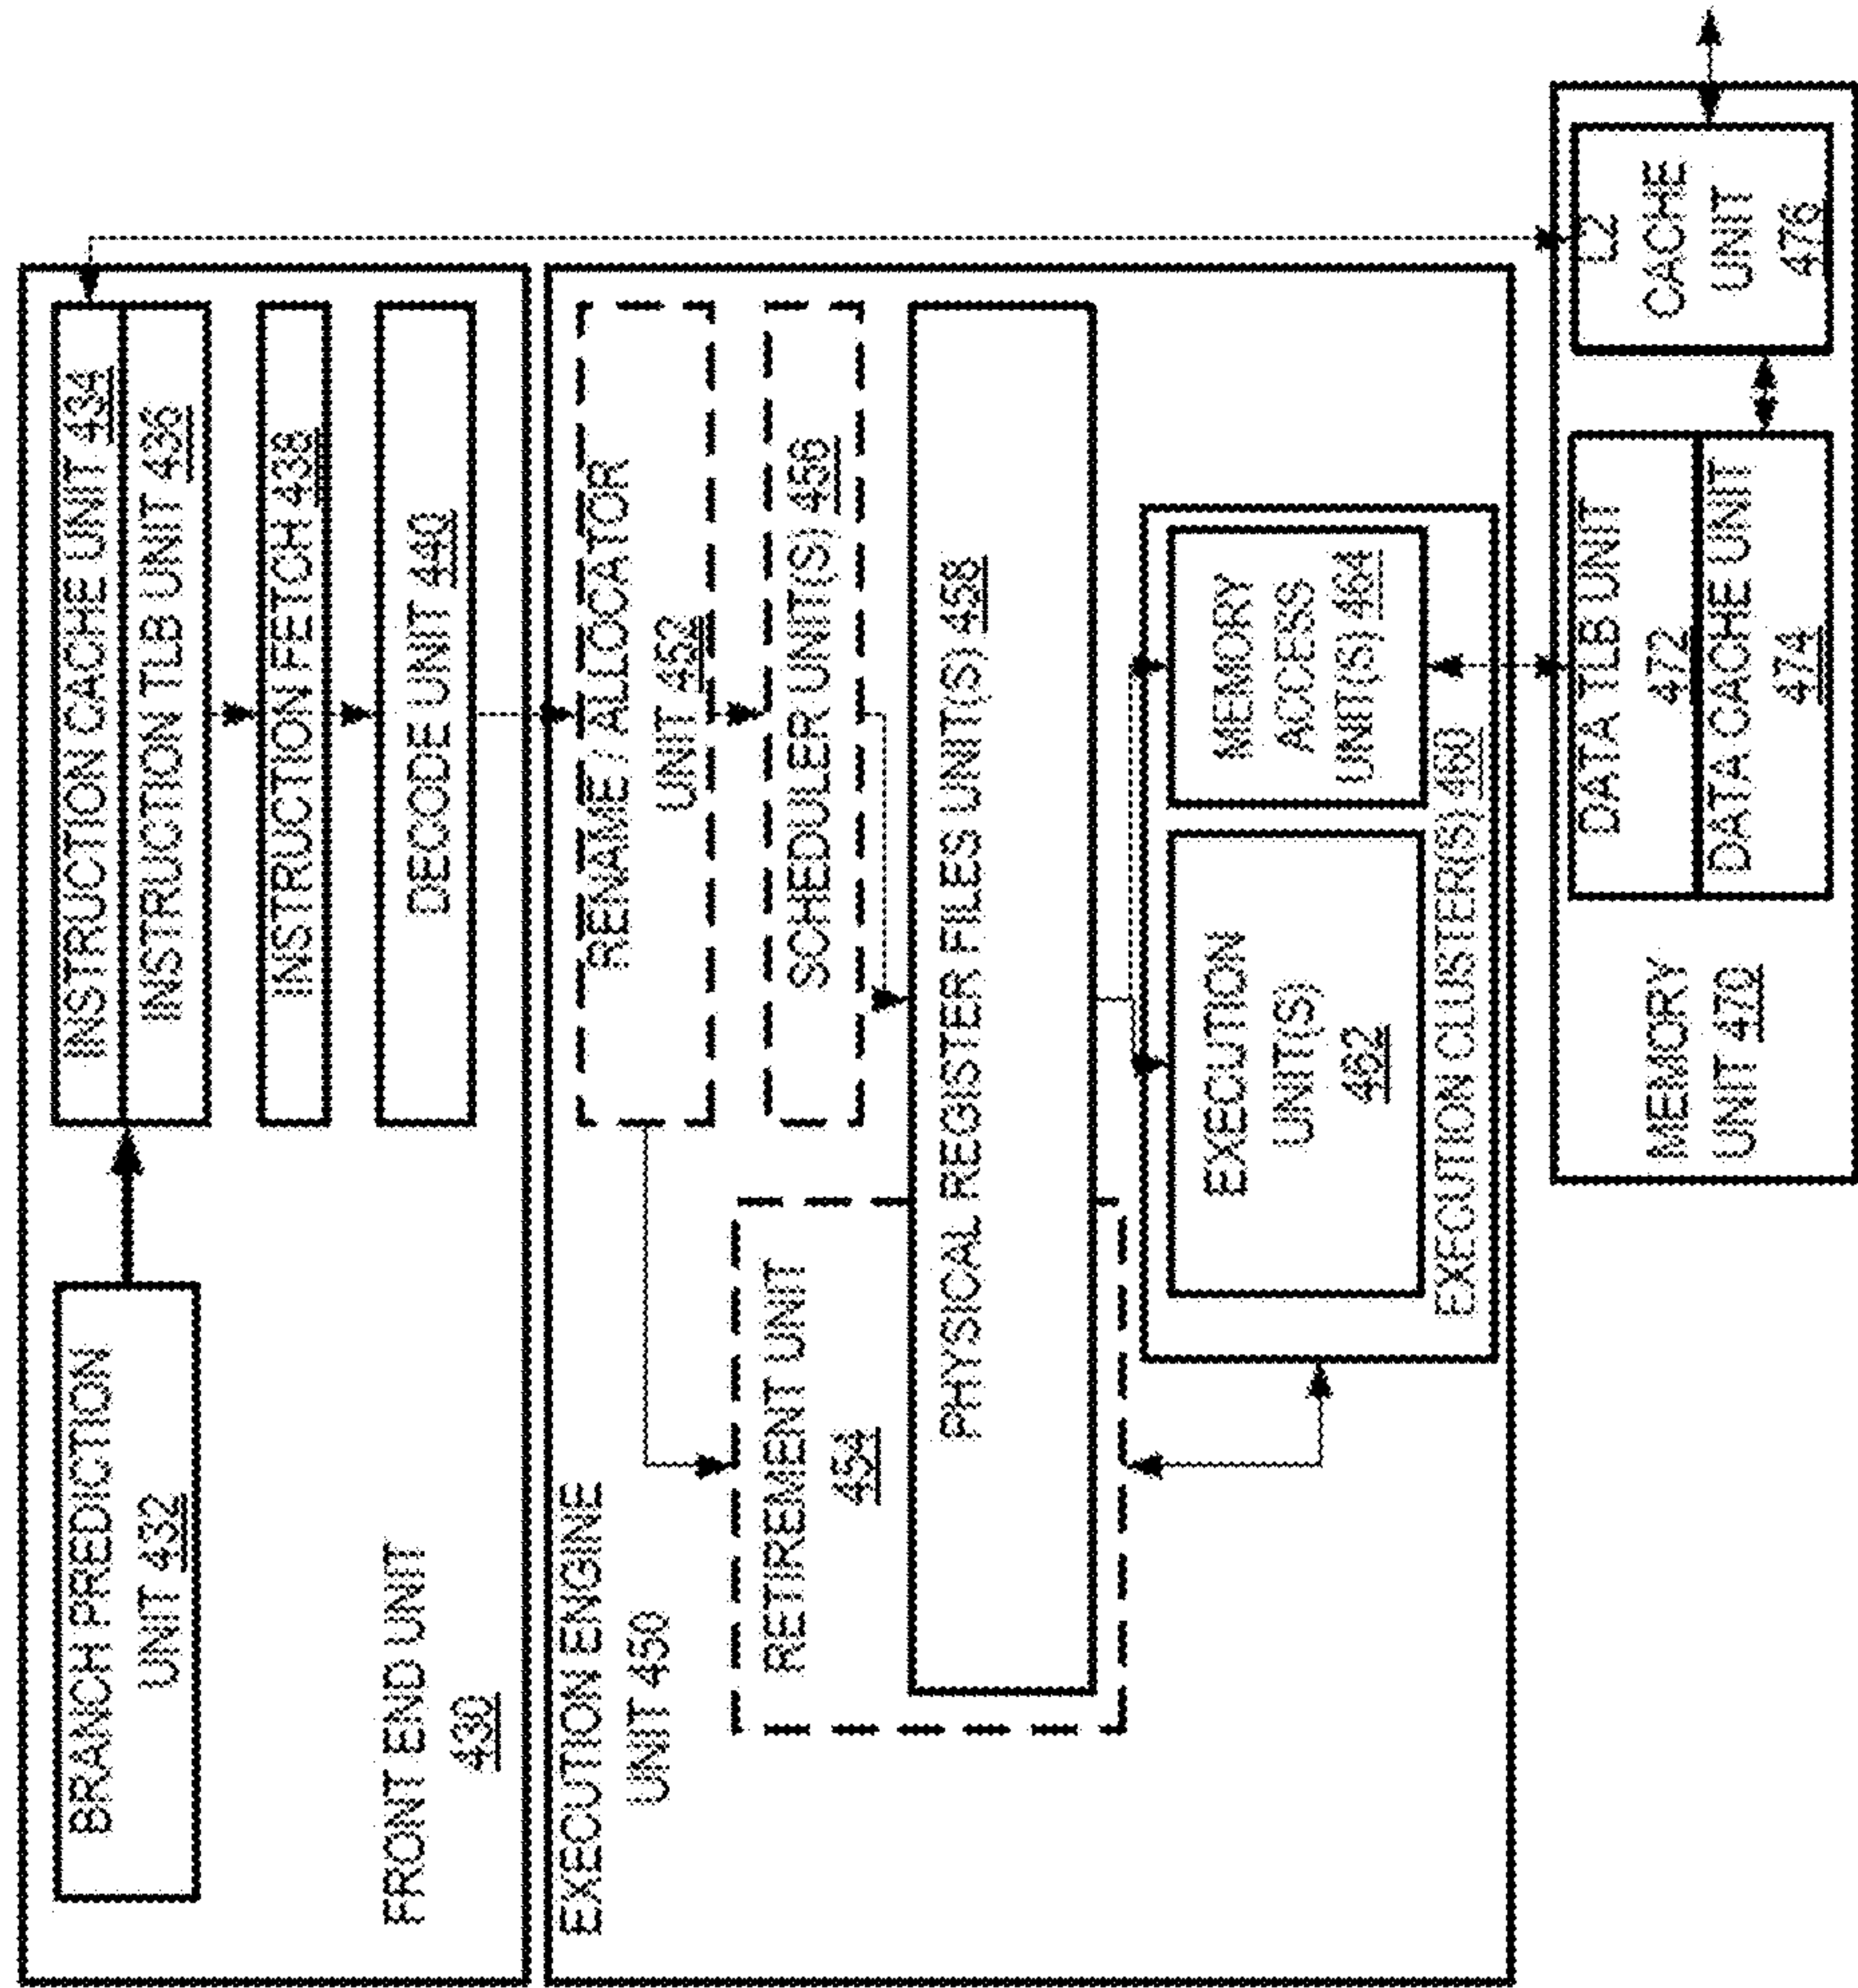 BRANCH PREDICTION
UNIT 432
INSTRUCTION CACHE UNIT 434
INSTRUCTION TLB UNIT 436
INSTRUCTION FETCH 438
DECODE UNIT 440
FRONT END UNIT
430
EXECUTION ENGINE
UNIT 450
RENAME / ALLOCATOR
UNIT 452
SCHEDULER UNIT(S) 456
RETIREMENT UNIT
454
PHYSICAL REGISTER FILES UNIT(S) 458
EXECUTION
UNIT(S)
462
MEMORY
ACCESS
UNIT(S) 464
EXECUTION CLUSTER(S) 460
MEMORY
UNIT 470
DATA TLB UNIT
472
DATA CACHE UNIT
474
L2
CACHE
UNIT
476